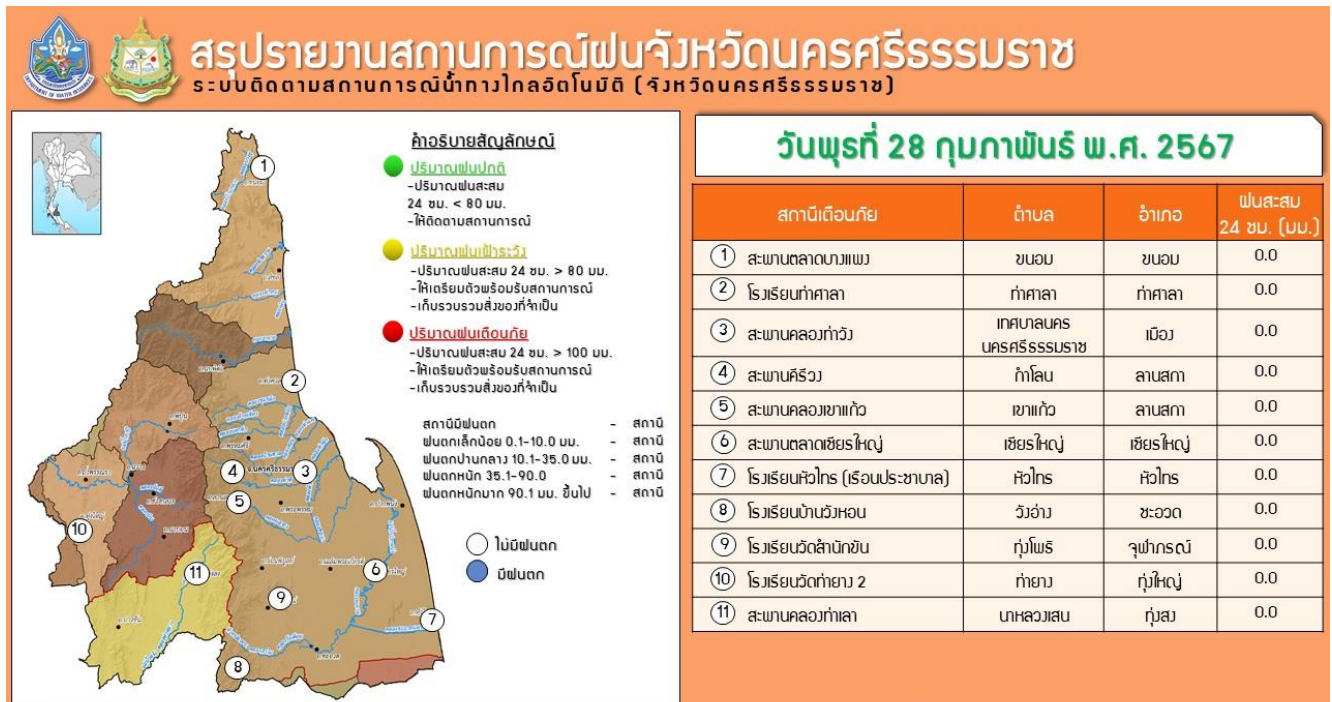 สรุปรายงานสถานการณ์ฝนจังหวัดนครศรีธรรมราช
ระบบติดตามสถานการณ์น้ำทางไกลอัตโนมัติ (จังหวัดนครศรีธรรมราช)
คำอธิบายสัญลักษณ์
ปริมาณฝนปกติ
-ปริมาณฝนสะสม
24 ชม. < 80 มม.
-ให้ติดตามสถานการณ์
ปริมาณฝนเฝ้าระวัง
-ปริมาณฝนสะสม 24 ชม. > 80 มม.
-ให้เตรียมตัวพร้อมรับสถานการณ์
-เก็บรวบรวมสิ่งของที่จำเป็น
ปริมาณฝนเตือนภัย
-ปริมาณฝนสะสม 24 ชม. > 100 มม.
-ให้เตรียมตัวพร้อมรับสถานการณ์
-เก็บรวบรวมสิ่งของที่จำเป็น
สถานีมีฝนตก - สถานี
ฝนตกเล็กน้อย 0.1-10.0 มม. - สถานี
ฝนตกปานกลาง 10.1-35.0 มม. - สถานี
ฝนตกหนัก 35.1-90.0 - สถานี
ฝนตกหนักมาก 90.1 มม. ขึ้นไป - สถานี
ไม่มีฝนตก
มีฝนตก
1
2
3
4
5
6
7
8
9
10
11
วันพุธที่ 28 กุมภาพันธ์ พ.ศ. 2567
สถานีเตือนภัย ตำบล อำเภอ ฝนสะสม
24 ชม. (มม.)
1 สะพานตลาดบางแพง ขนอม ขนอม 0.0
2 โรงเรียนท่าศาลา ท่าศาลา ท่าศาลา 0.0
3 สะพานคลองท่าวัง เทศบาลนคร
นครศรีธรรมราช เมือง 0.0
4 สะพานคีรีวง กำโลน ลานสกา 0.0
5 สะพานคลองเขาแก้ว เขาแก้ว ลานสกา 0.0
6 สะพานตลาดเชียรใหญ่ เชียรใหญ่ เชียรใหญ่ 0.0
7 โรงเรียนหัวไทร (เรือนประชาบาล) หัวไทร หัวไทร 0.0
8 โรงเรียนบ้านวังหอน วังอ่าง ชะอวด 0.0
9 โรงเรียนวัดสำนักขัน ทุ่งโพธิ จุฬาภรณ์ 0.0
10 โรงเรียนวัดท่ายาง 2 ท่ายาง ทุ่งใหญ่ 0.0
11 สะพานคลองท่าเลา นาหลวงเสน ทุ่งสง 0.0